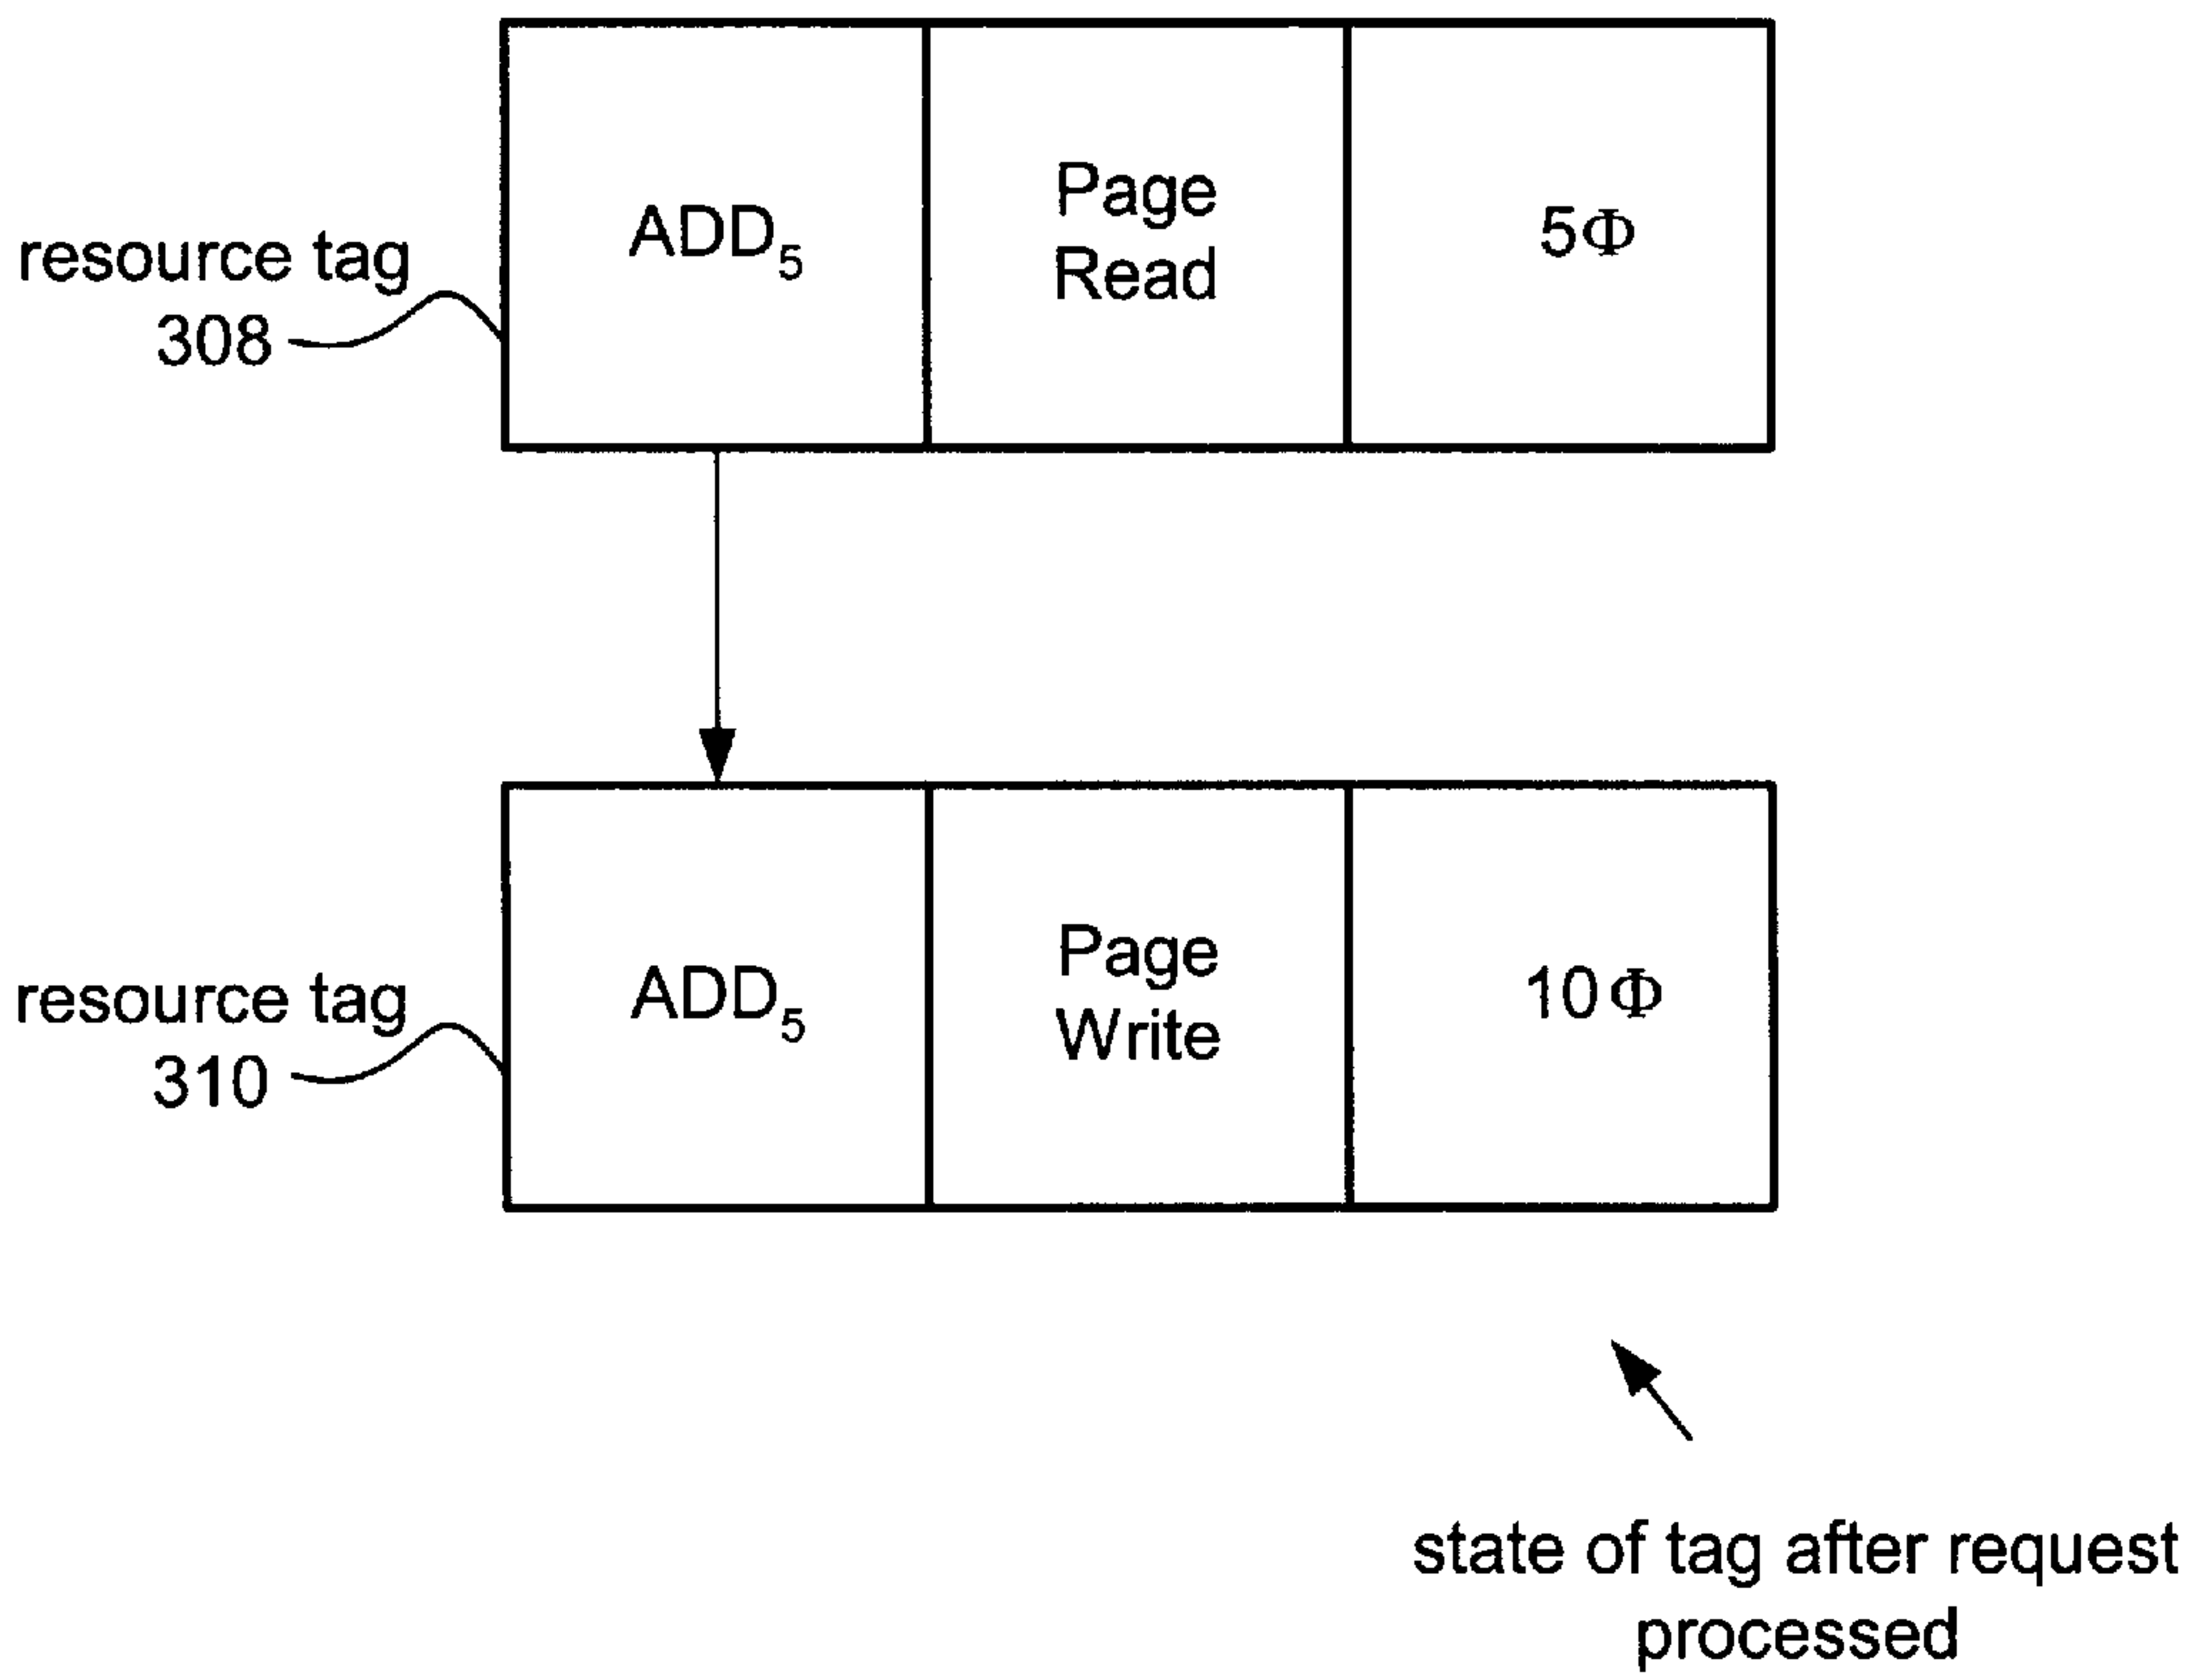 resource tag
308
ADD₅
Page
Read
5Φ
resource tag
310
ADD₅
Page
Write
10Φ
state of tag after request
processed